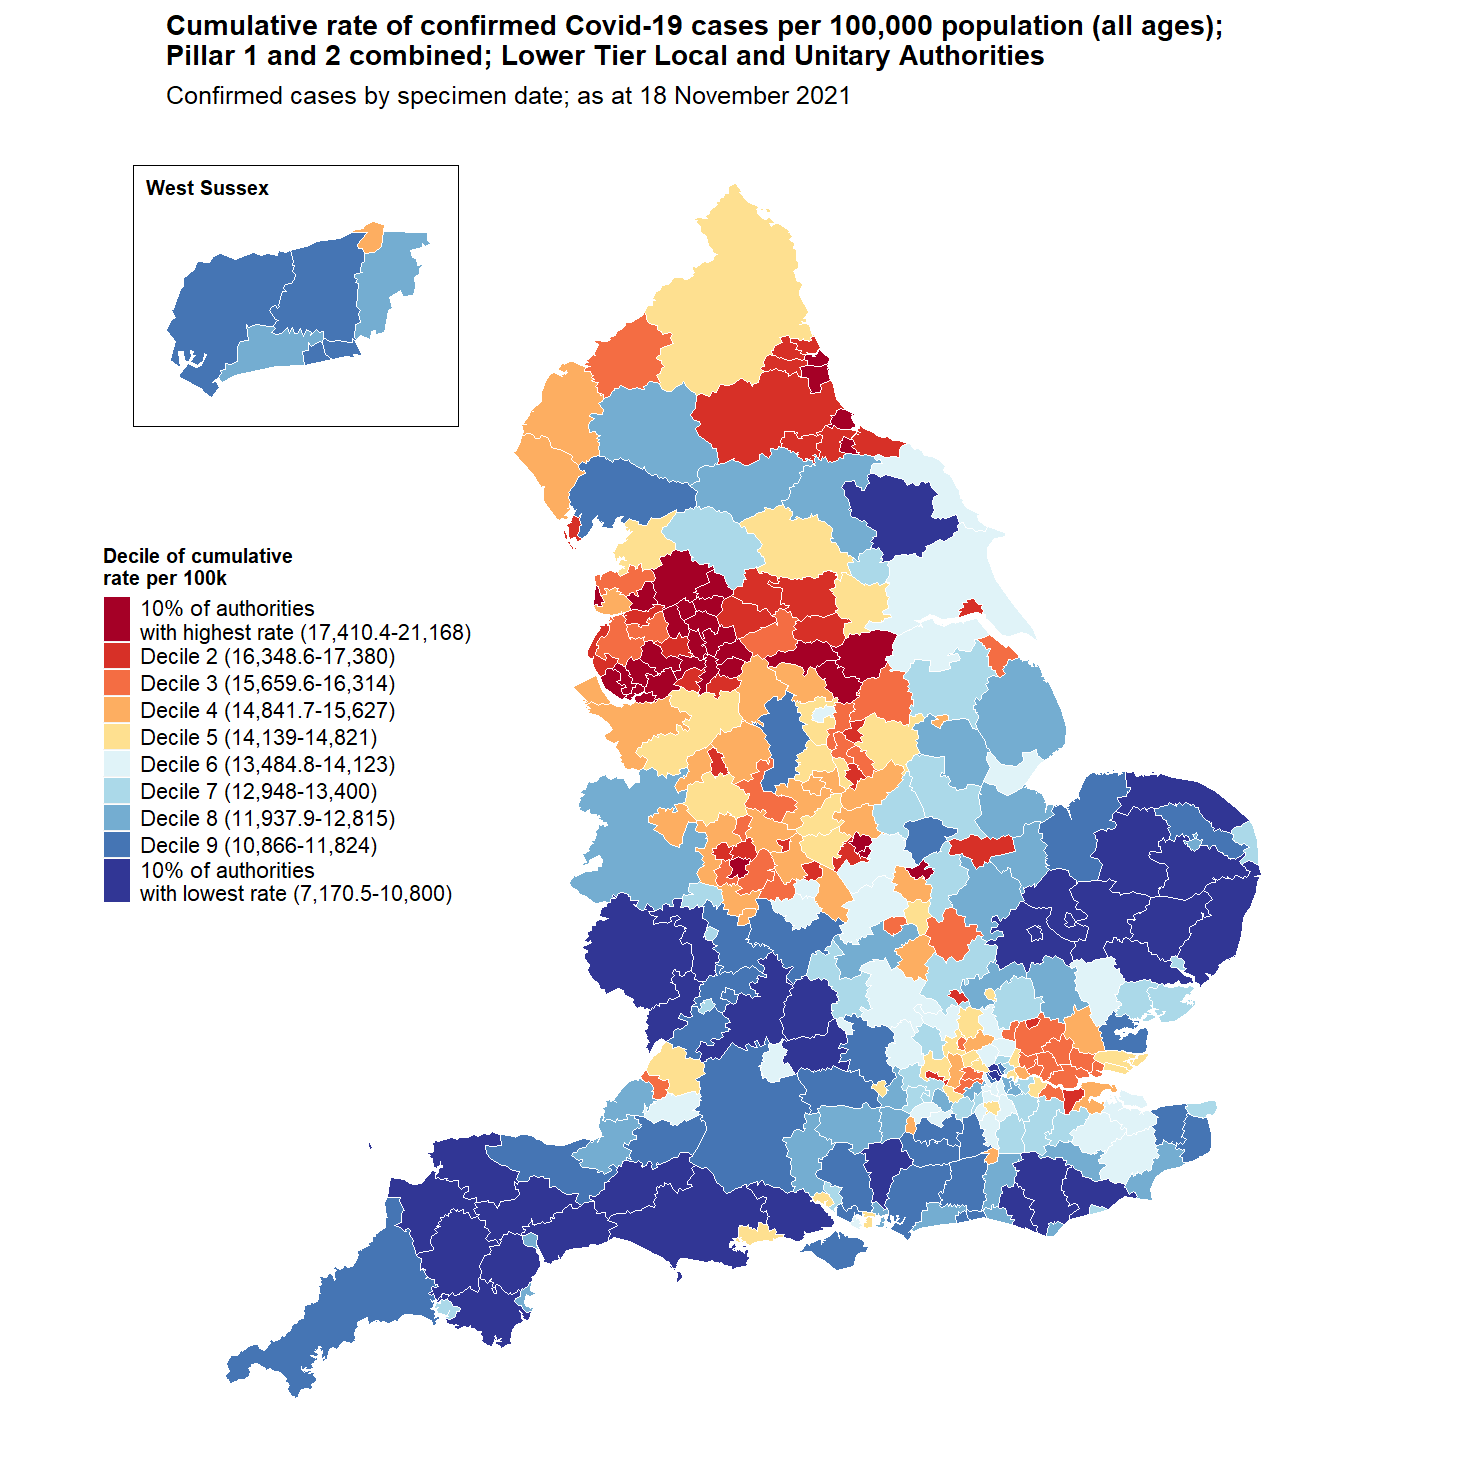 Cumulative rate of confirmed Covid-19 cases per 100,000 population (all ages);
Pillar 1 and 2 combined; Lower Tier Local and Unitary Authorities
Confirmed cases by specimen date; as at 18 November 2021
West Sussex
Decile of cumulative
rate per 100k
10% of authorities
with highest rate (17,410.4-21,168)
Decile 2 (16,348.6-17,380)
Decile 3 (15,659.6-16,314)
Decile 4 (14,841.7-15,627)
Decile 5 (14,139-14,821)
Decile 6 (13,484.8-14,123)
Decile 7 (12,948-13,400)
Decile 8 (11,937.9-12,815)
Decile 9 (10,866-11,824)
10% of authorities
with lowest rate (7,170.5-10,800)